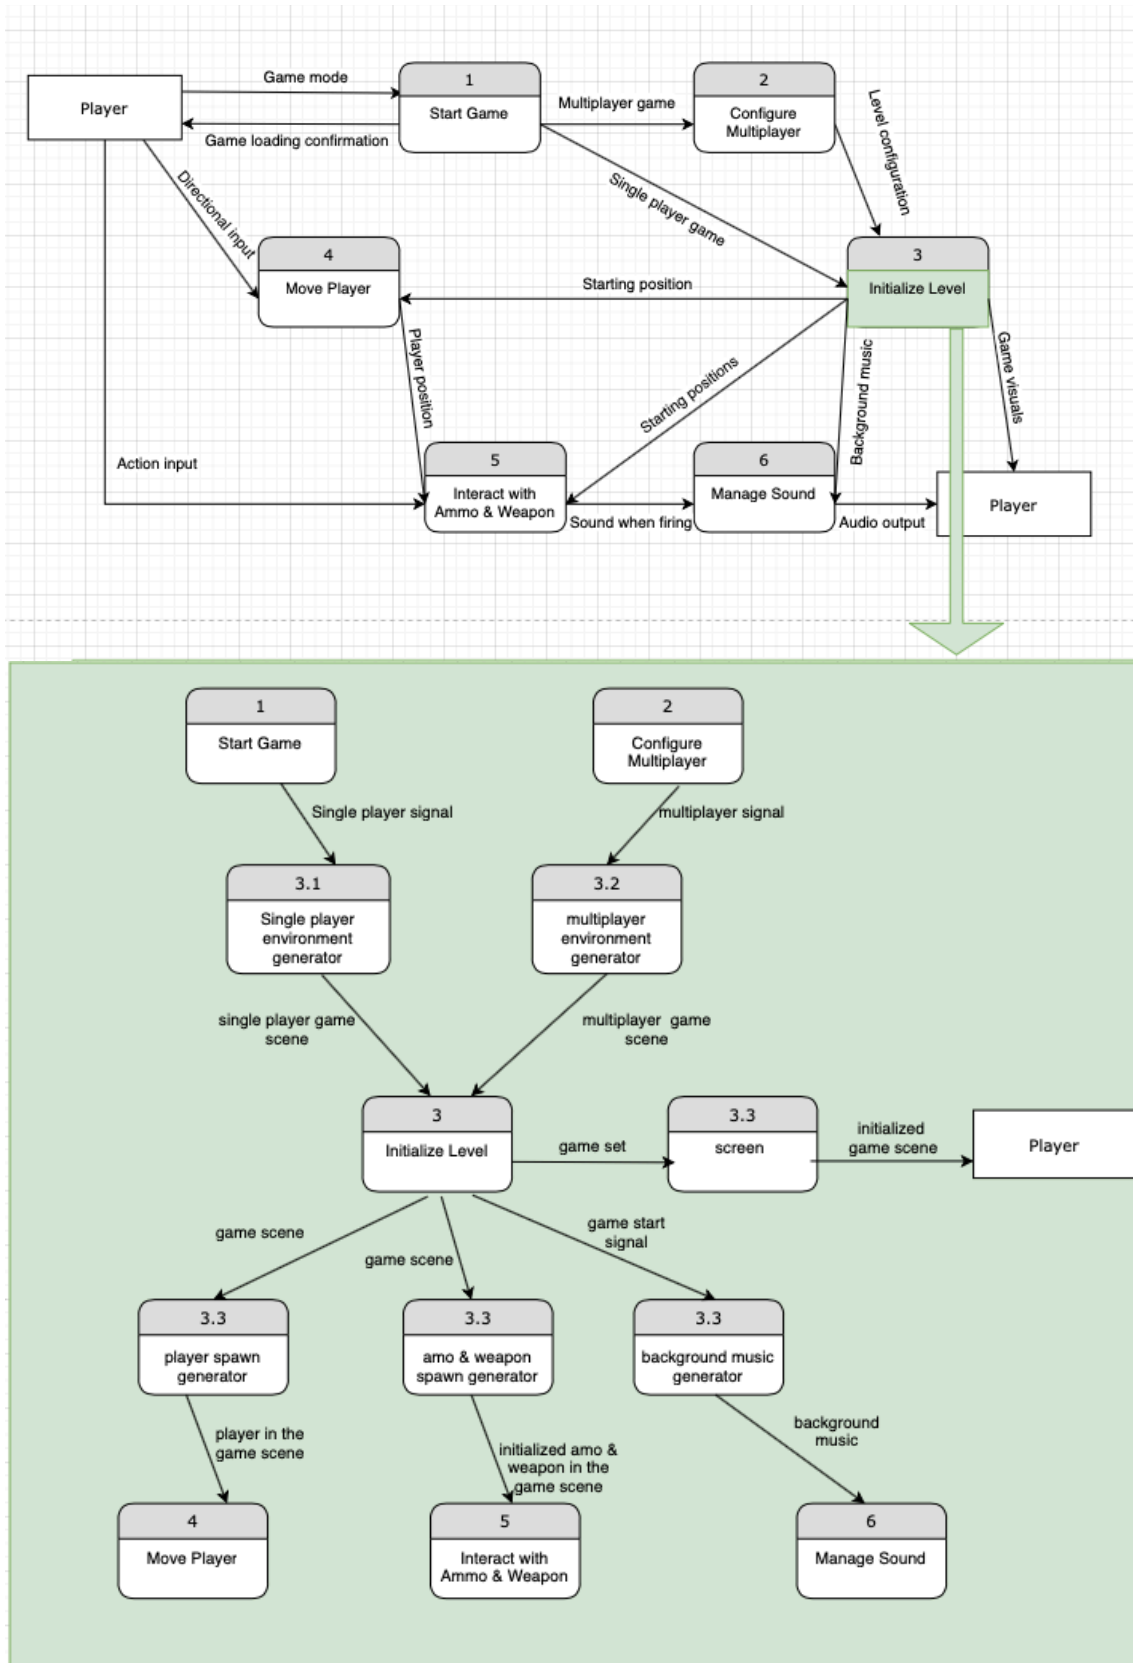 Player
Game mode
Game loading confirmation
1
Start Game
Multiplayer game
2
Configure
Multiplayer
Level configuration
Single player game
Directional input
4
Move Player
Starting position
3
Initialize Level
Player position
Starting positions
Background music
Game visuals
Action input
5
Interact with
Ammo & Weapon
Sound when firing
6
Manage Sound
Audio output
Player
1
Start Game
2
Configure
Multiplayer
Single player signal
multiplayer signal
3.1
Single player
environment
generator
3.2
multiplayer
environment
generator
single player game
scene
multiplayer game
scene
3
Initialize Level
game set
3.3
screen
initialized
game scene
Player
game scene
game scene
game start
signal
3.3
player spawn
generator
3.3
amo & weapon
spawn generator
3.3
background music
generator
player in the
game scene
initialized amo &
weapon in the
game scene
background
music
4
Move Player
5
Interact with
Ammo & Weapon
6
Manage Sound